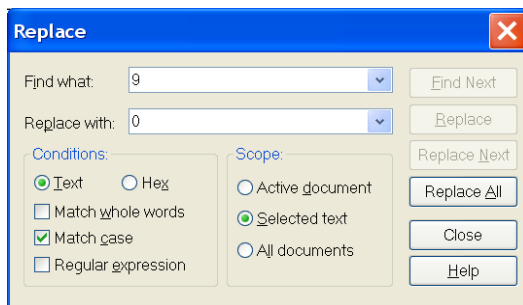 Replace
Find what: 9
Find Next
Replace with: 0
Replace
Conditions:
Scope:
Replace Next
Text Hex
Active document
Replace All
Match whole words
Selected text
Match case
All documents
Close
Regular expression
Help